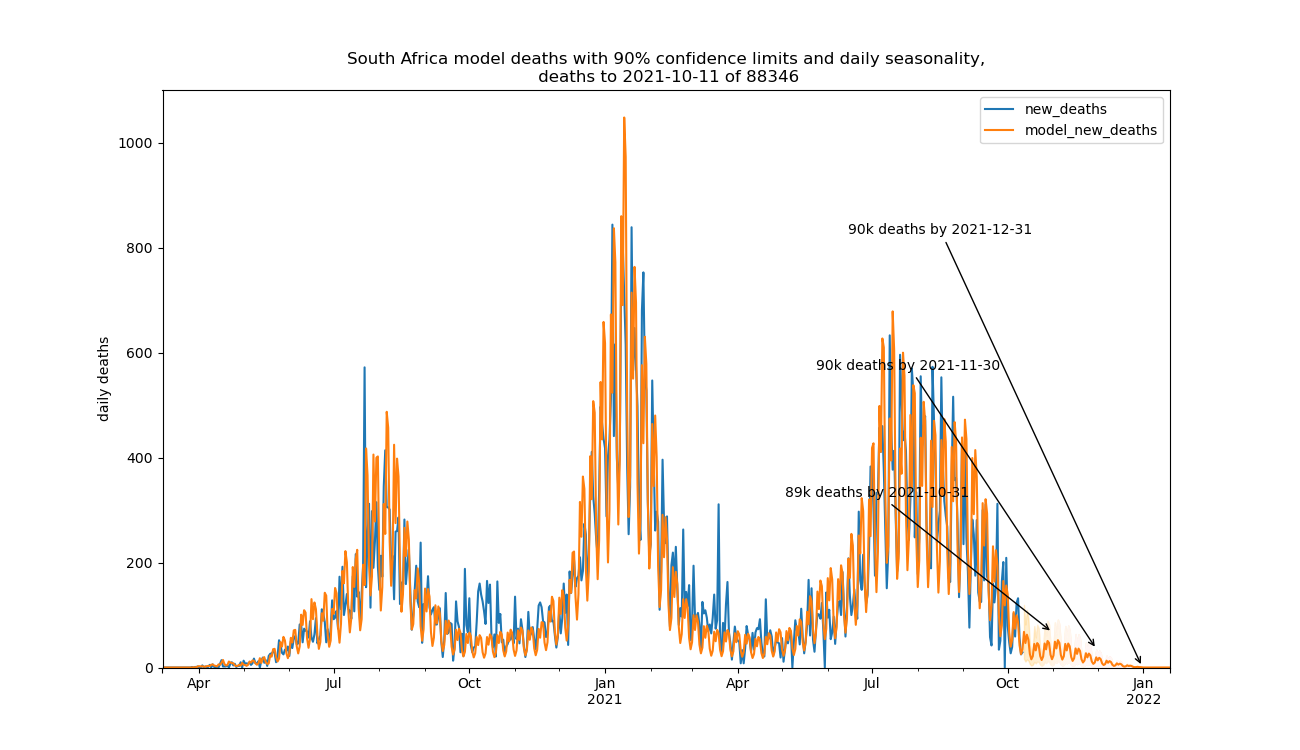 South Africa model deaths with 90% confidence limits and daily seasonality,
deaths to 2021-10-11 of 88346
new_deaths
model_new_deaths
daily deaths
1000
800
600
400
200
0
90k deaths by 2021-12-31
90k deaths by 2021-11-30
89k deaths by 2021-10-31
Apr
Jul
Oct
Jan
2021
Apr
Jul
Oct
Jan
2022